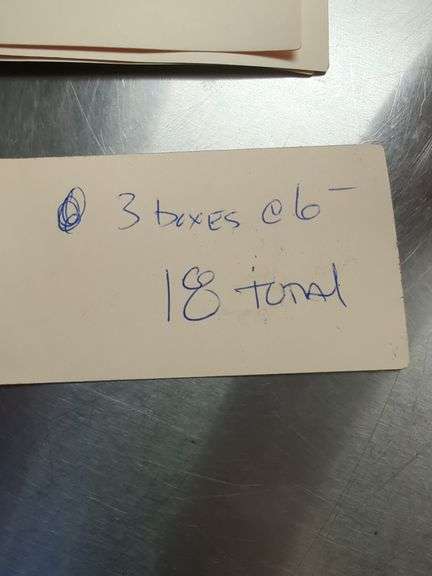 3 boxes @ 6 –
18 TOTAL